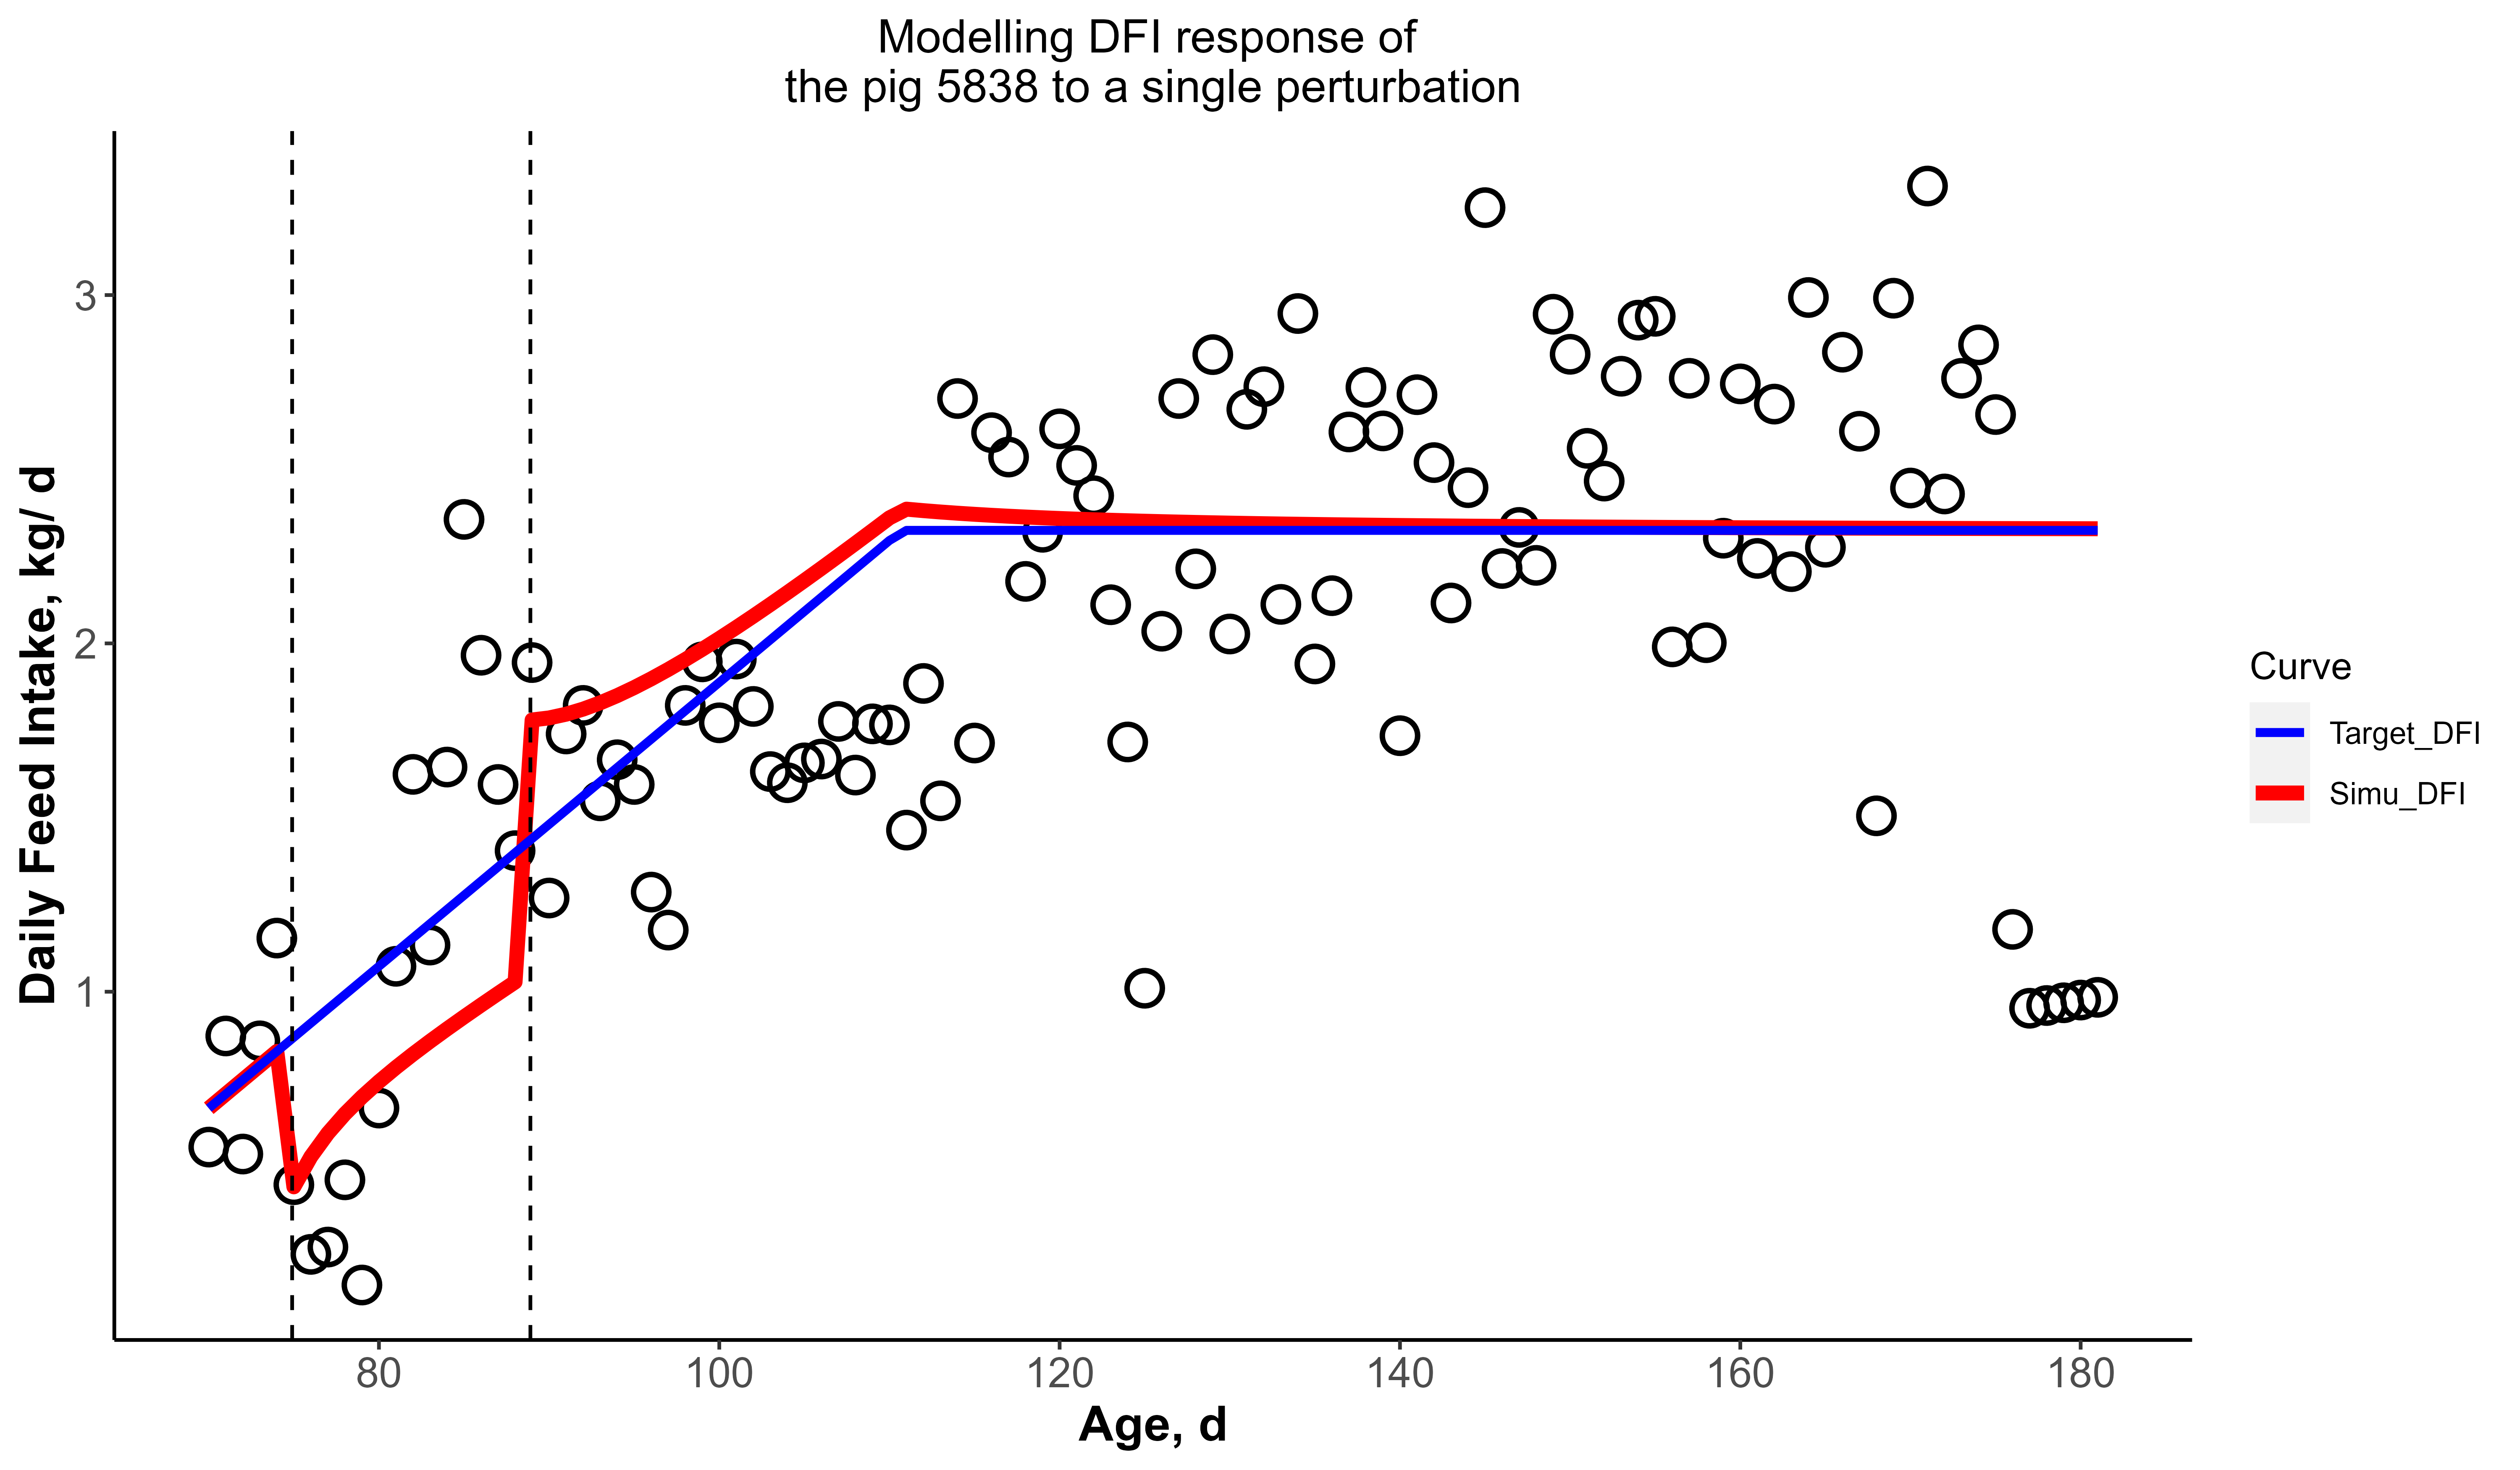 Modelling DFI response of
the pig 5838 to a single perturbation
Daily Feed Intake, kg/ d
3
2
1
80
100
120
140
160
180
Age, d
Curve
Target_DFI
Simu_DFI